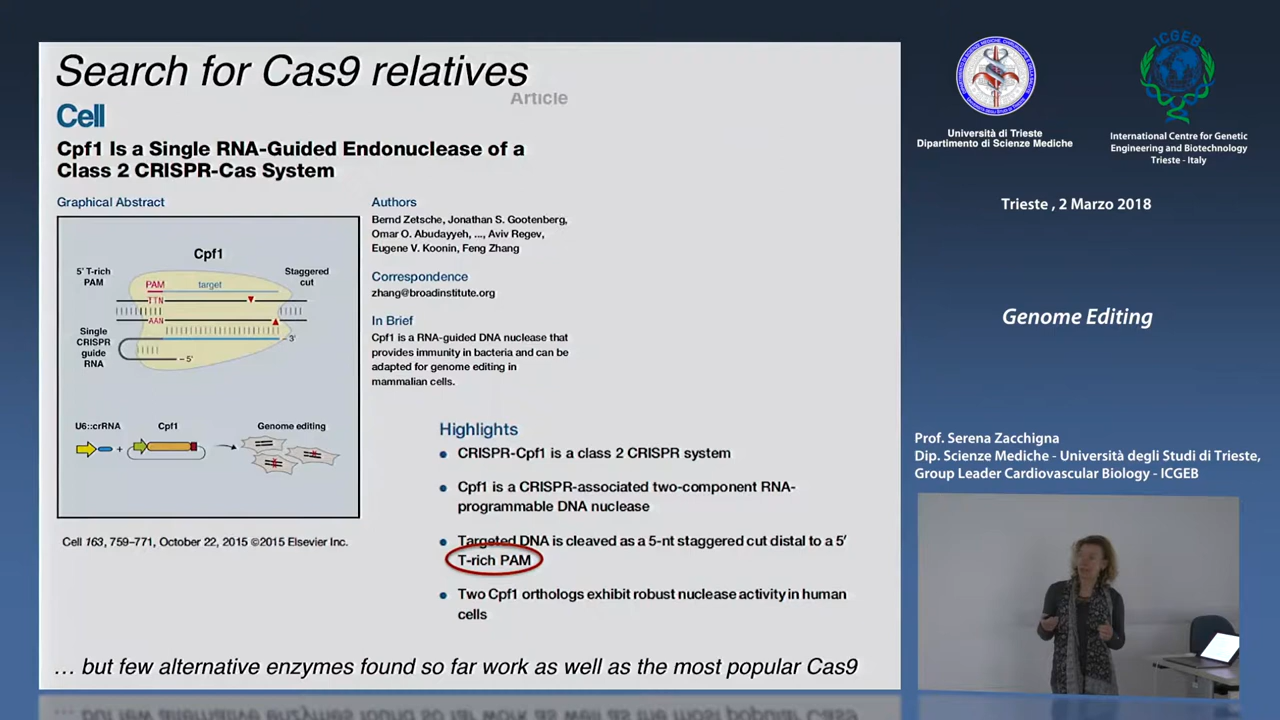 Search for Cas9 relatives
Article
Cell
Cpf1 Is a Single RNA-Guided Endonuclease of a
Class 2 CRISPR-Cas System
Graphical Abstract
Cpf1
5′ T-rich
PAM
PAM
target
Staggered
cut
TTN
AAN
Single
CRISPR
guide
RNA
3′
5′
U6::crRNA
+
Cpf1
Genome editing
Cell 163, 759–771, October 22, 2015 ©2015 Elsevier Inc.
Authors
Bernd Zetsche, Jonathan S. Gootenberg,
Omar O. Abudayyeh, ..., Aviv Regev,
Eugene V. Koonin, Feng Zhang
Correspondence
zhang@broadinstitute.org
In Brief
Cpf1 is a RNA-guided DNA nuclease that
provides immunity in bacteria and can be
adapted for genome editing in
mammalian cells.
Highlights
• CRISPR-Cpf1 is a class 2 CRISPR system
• Cpf1 is a CRISPR-associated two-component RNA-
programmable DNA nuclease
• Targeted DNA is cleaved as a 5-nt staggered cut distal to a 5′
T-rich PAM
• Two Cpf1 orthologs exhibit robust nuclease activity in human
cells
... but few alternative enzymes found so far work as well as the most popular Cas9
Università di Trieste
Dipartimento di Scienze Mediche
ICGEB
International Centre for Genetic
Engineering and Biotechnology
Trieste - Italy
Trieste , 2 Marzo 2018
Genome Editing
Prof. Serena Zacchigna
Dip. Scienze Mediche - Università degli Studi di Trieste,
Group Leader Cardiovascular Biology - ICGEB